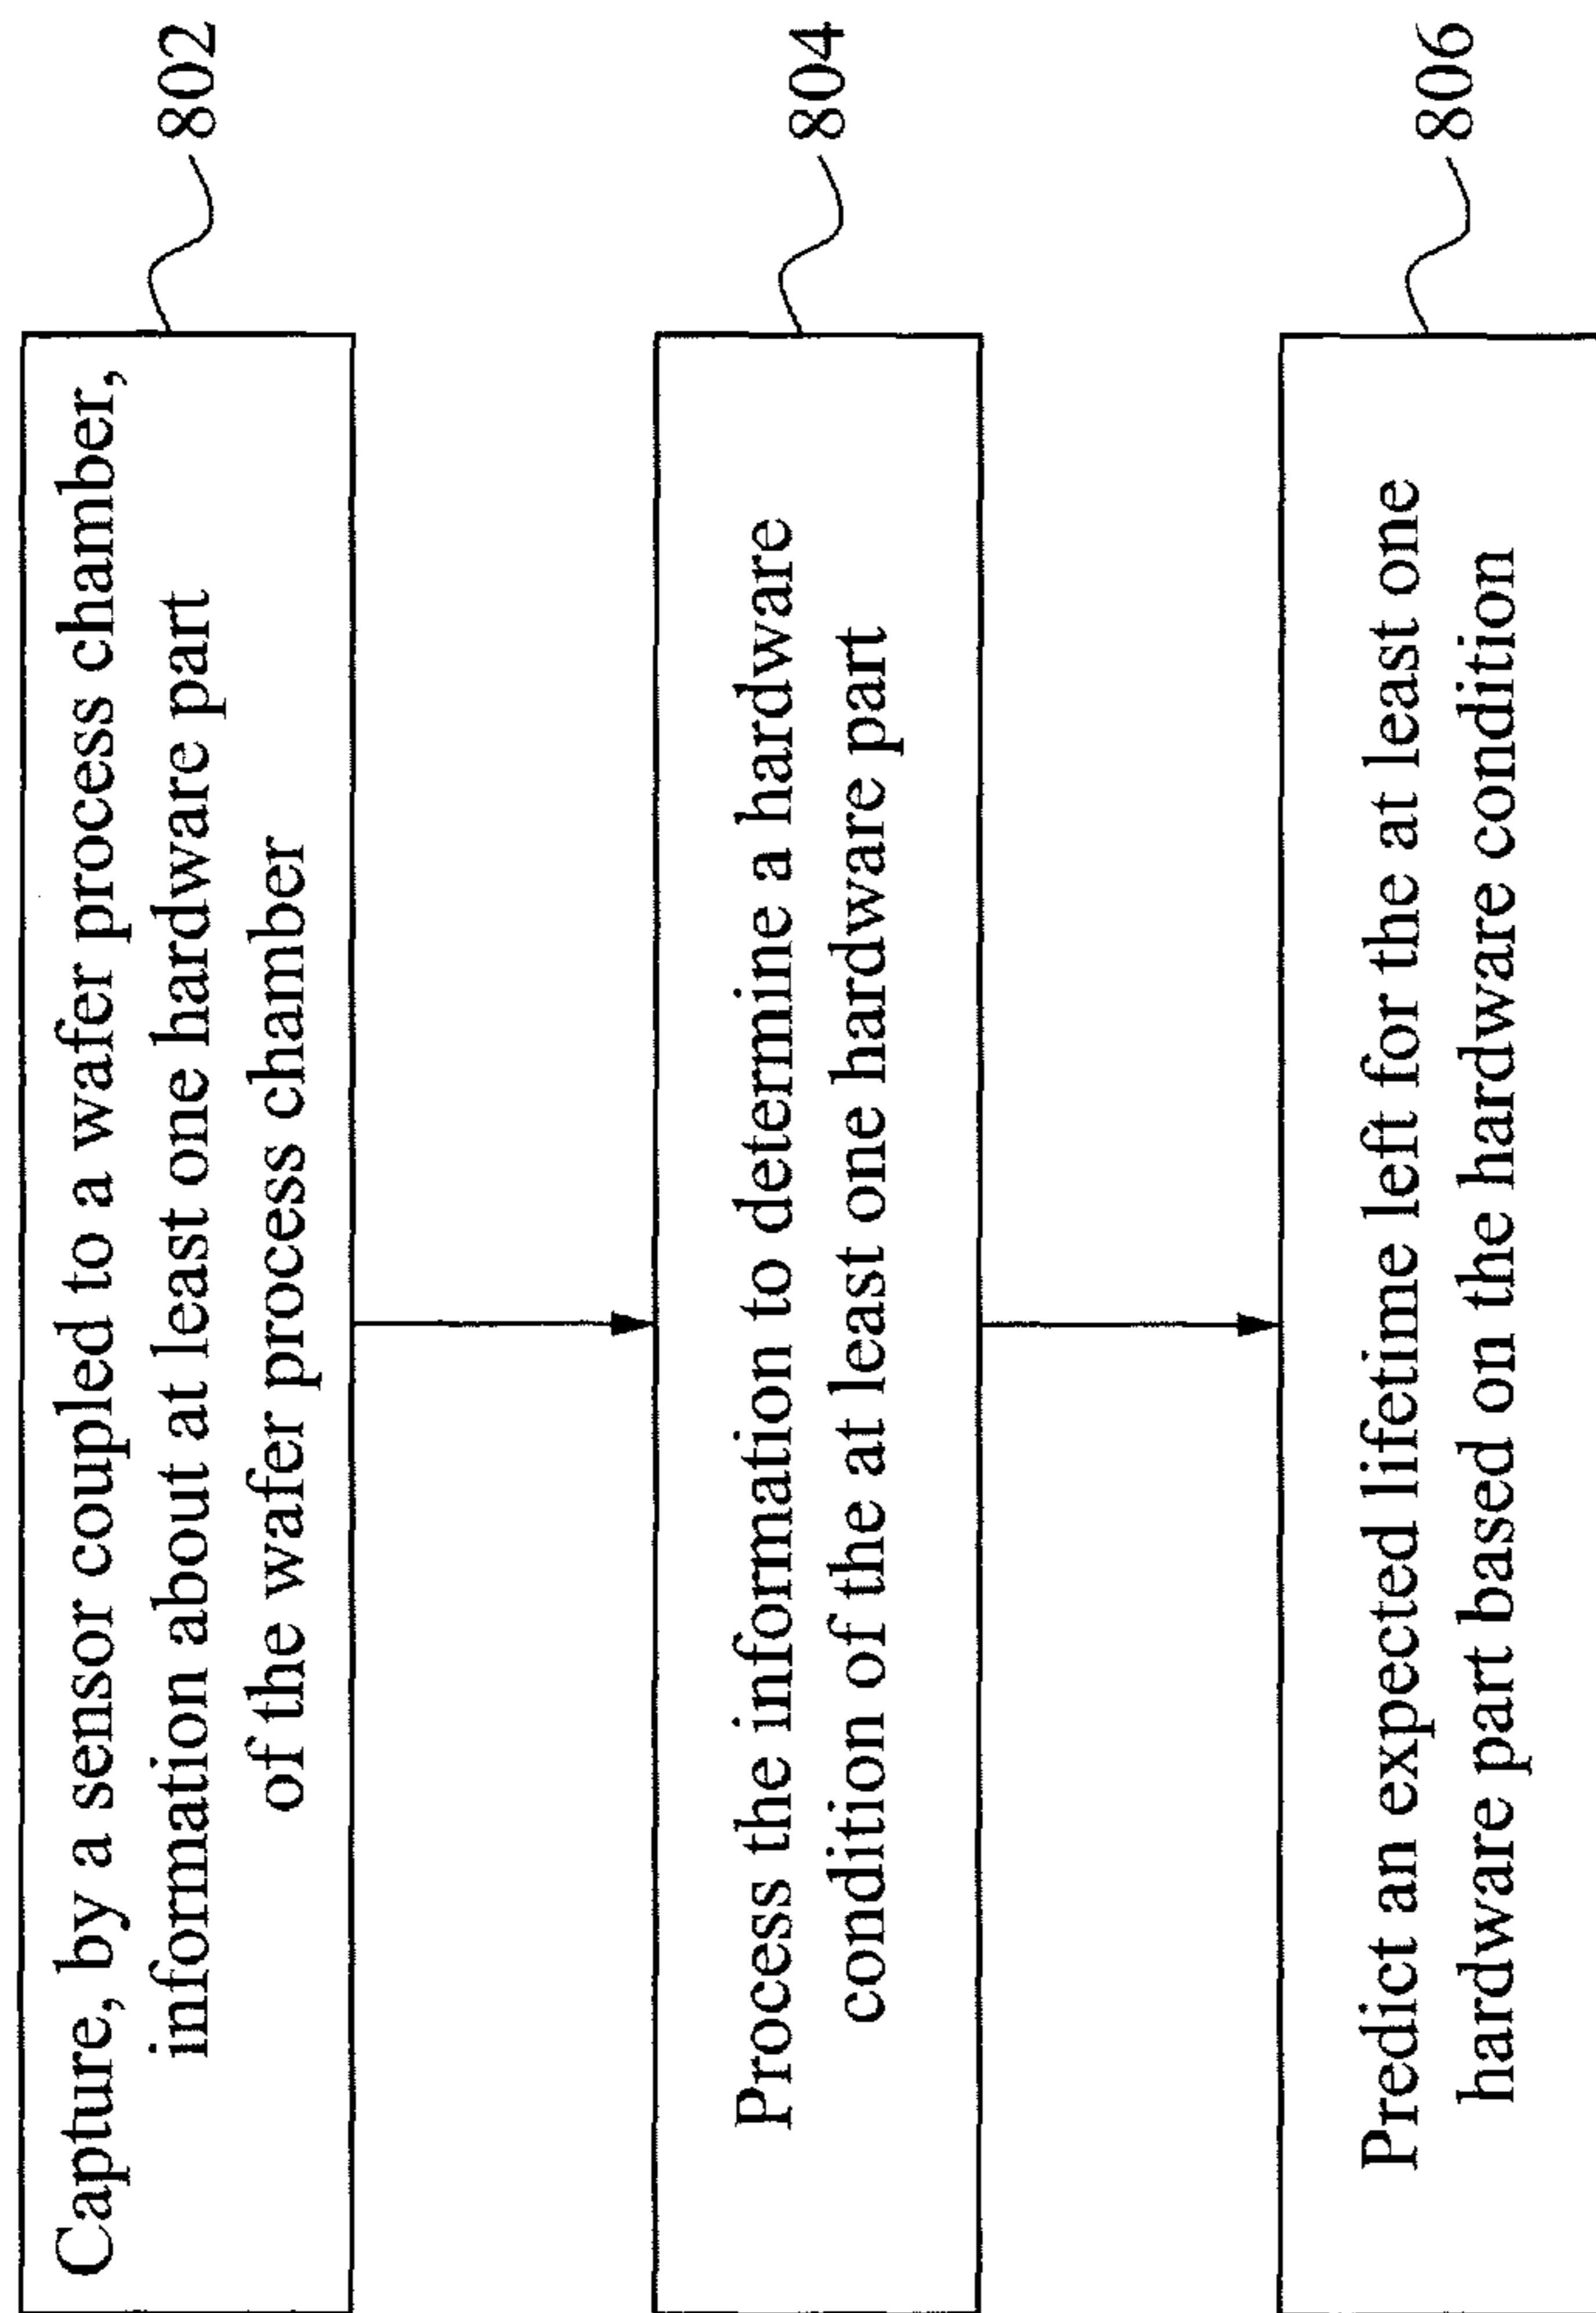 Capture, by a sensor coupled to a wafer process chamber,
information about at least one hardware part
of the wafer process chamber
802
Process the information to determine a hardware
condition of the at least one hardware part
804
Predict an expected lifetime left for the at least one
hardware part based on the hardware condition
806